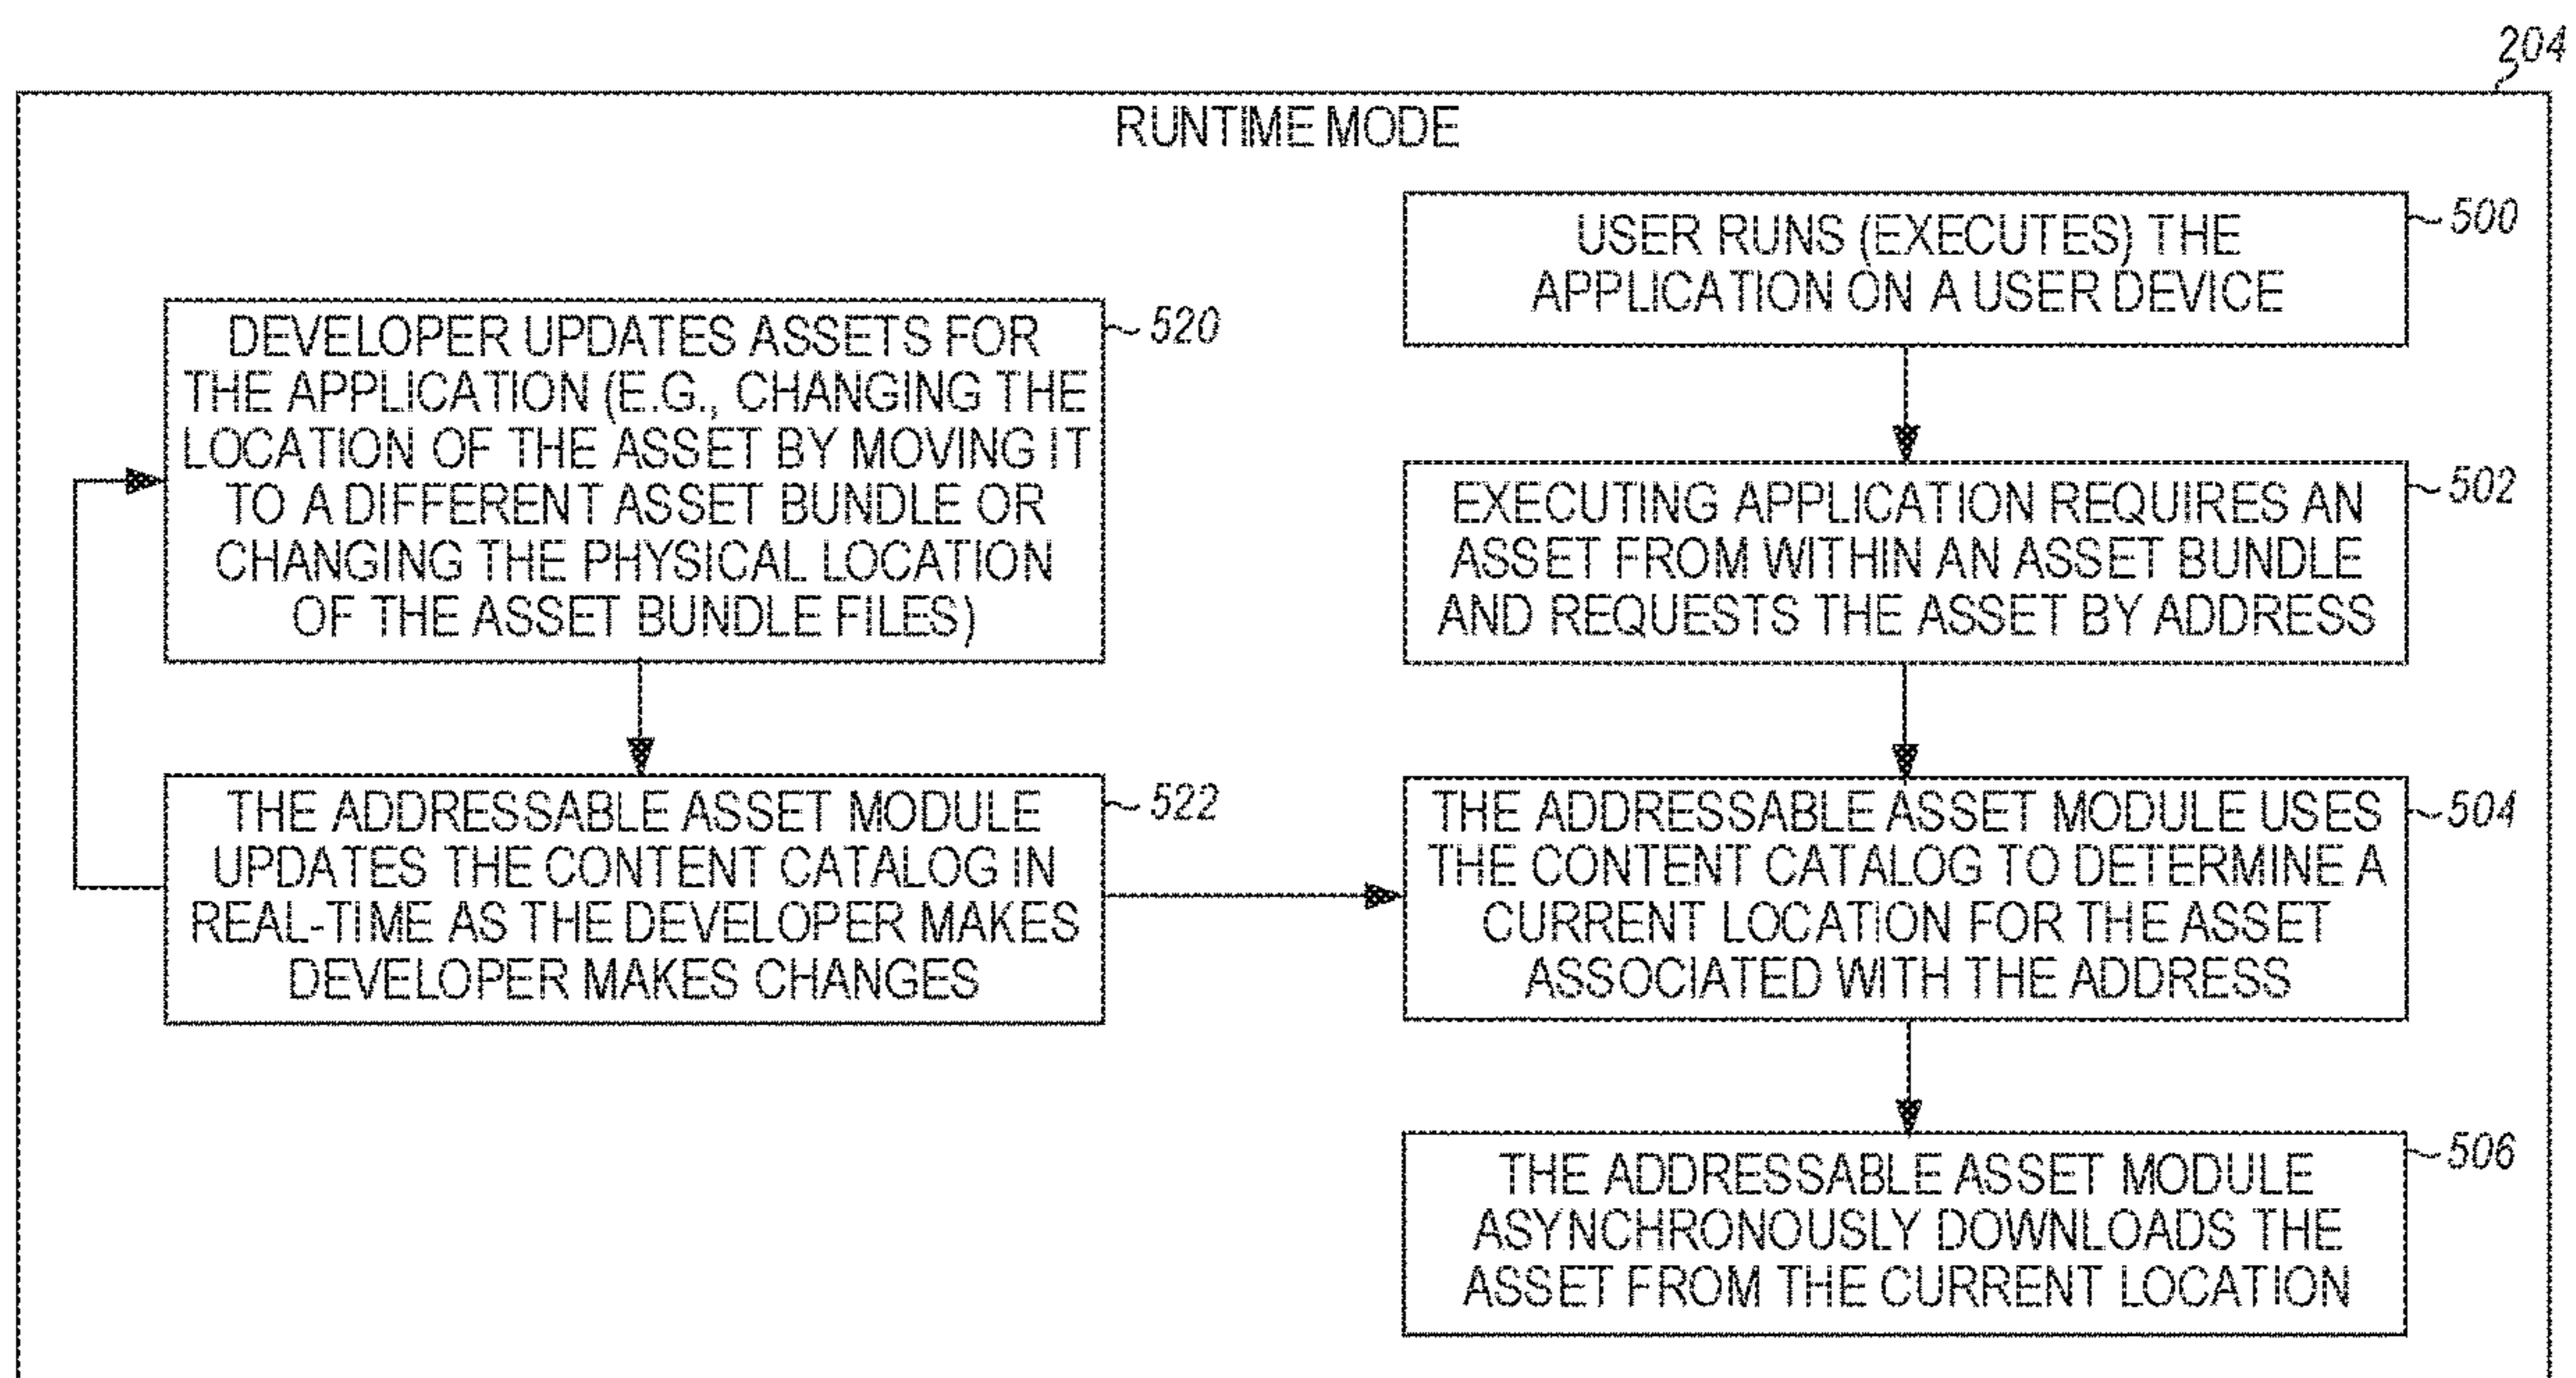 204
RUNTIME MODE
USER RUNS (EXECUTES) THE
APPLICATION ON A USER DEVICE
500
DEVELOPER UPDATES ASSETS FOR
THE APPLICATION (E.G., CHANGING THE
LOCATION OF THE ASSET BY MOVING IT
TO A DIFFERENT ASSET BUNDLE OR
CHANGING THE PHYSICAL LOCATION
OF THE ASSET BUNDLE FILES)
520
EXECUTING APPLICATION REQUIRES AN
ASSET FROM WITHIN AN ASSET BUNDLE
AND REQUESTS THE ASSET BY ADDRESS
502
THE ADDRESSABLE ASSET MODULE
UPDATES THE CONTENT CATALOG IN
REAL-TIME AS THE DEVELOPER MAKES
DEVELOPER MAKES CHANGES
522
THE ADDRESSABLE ASSET MODULE USES
THE CONTENT CATALOG TO DETERMINE A
CURRENT LOCATION FOR THE ASSET
ASSOCIATED WITH THE ADDRESS
504
THE ADDRESSABLE ASSET MODULE
ASYNCHRONOUSLY DOWNLOADS THE
ASSET FROM THE CURRENT LOCATION
506